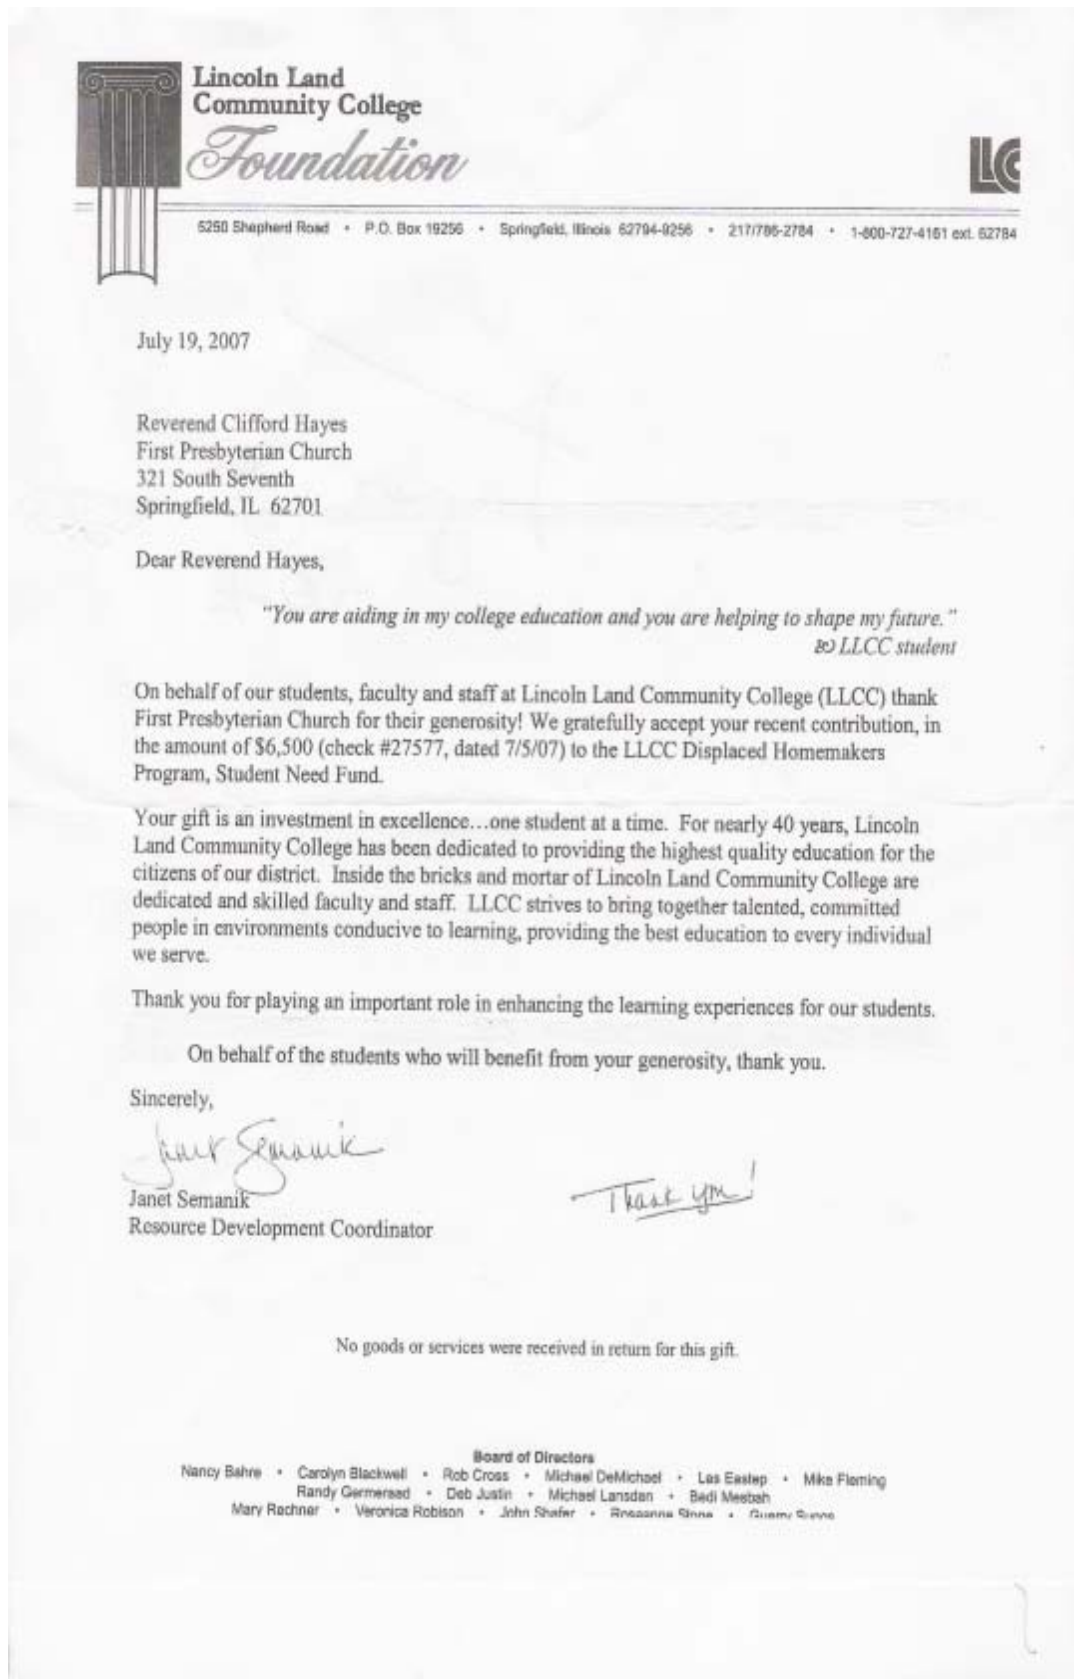 Lincoln Land
Community College
Foundation
LLC
5250 Shepherd Road • P.O. Box 19256 • Springfield, Illinois 62794-9256 • 217/786-2784 • 1-800-727-4161 ext. 62784
July 19, 2007
Reverend Clifford Hayes
First Presbyterian Church
321 South Seventh
Springfield, IL 62701
Dear Reverend Hayes,
"You are aiding in my college education and you are helping to shape my future."
LLCC student
On behalf of our students, faculty and staff at Lincoln Land Community College (LLCC) thank
First Presbyterian Church for their generosity! We gratefully accept your recent contribution, in
the amount of $6,500 (check #27577, dated 7/5/07) to the LLCC Displaced Homemakers
Program, Student Need Fund.
Your gift is an investment in excellence...one student at a time. For nearly 40 years, Lincoln
Land Community College has been dedicated to providing the highest quality education for the
citizens of our district. Inside the bricks and mortar of Lincoln Land Community College are
dedicated and skilled faculty and staff. LLCC strives to bring together talented, committed
people in environments conducive to learning, providing the best education to every individual
we serve.
Thank you for playing an important role in enhancing the learning experiences for our students.
On behalf of the students who will benefit from your generosity, thank you.
Sincerely,
Janet Semanik
Thank you!
Janet Semanik
Resource Development Coordinator
No goods or services were received in return for this gift.
Board of Directors
Nancy Bahre • Carolyn Blackwell • Rob Cross • Michael DeMichael • Les Eastep • Mike Fleming
Randy Germeraad • Deb Justin • Michael Lansden • Bedi Mesbah
Mary Rechner • Veronica Robison • John Shafer • Roseanne Stone •